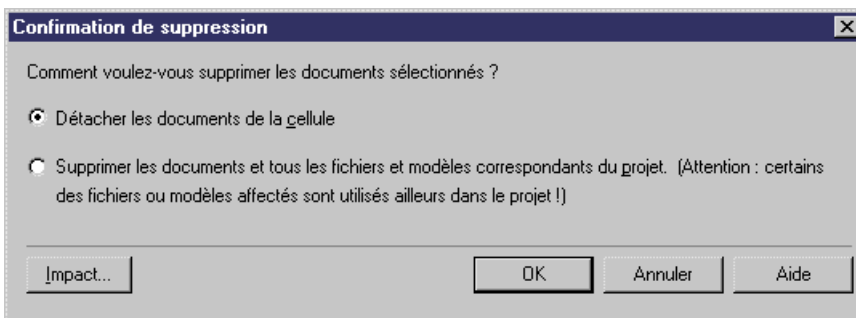 Confirmation de suppression
Comment voulez-vous supprimer les documents sélectionnés ?
Détacher les documents de la cellule
Supprimer les documents et tous les fichiers et modèles correspondants du projet. (Attention : certains
des fichiers ou modèles affectés sont utilisés ailleurs dans le projet !)
Impact... OK Annuler Aide